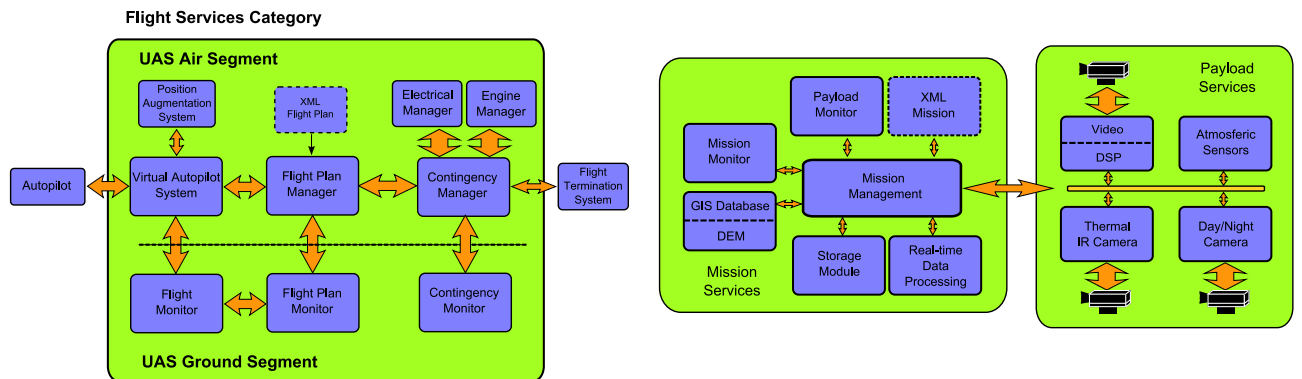 Flight Services Category
UAS Air Segment
Position
Augmentation
System
XML
Flight Plan
Electrical
Manager
Engine
Manager
Autopilot
Virtual Autopilot
System
Flight Plan
Manager
Contingency
Manager
Flight
Termination
System
Flight
Monitor
Flight Plan
Monitor
Contingency
Monitor
UAS Ground Segment
Payload
Monitor
XML
Mission
Mission
Monitor
Mission
Management
GIS Database
DEM
Storage
Module
Real-time
Data
Processing
Mission
Services
Payload
Services
Video
DSP
Atmosferic
Sensors
Thermal
IR Camera
Day/Night
Camera